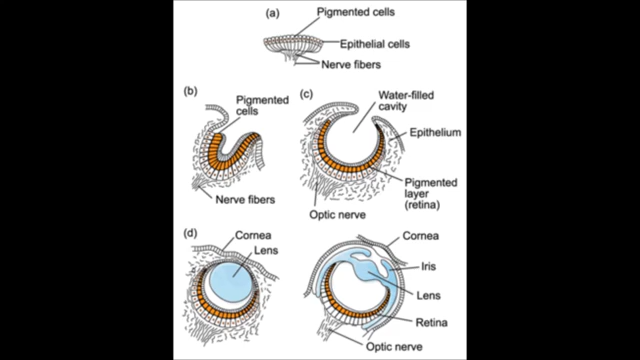 (a)
Pigmented cells
Epithelial cells
Nerve fibers
(b)
Pigmented
cells
Nerve fibers
(c)
Water-filled
cavity
Epithelium
Pigmented
layer
(retina)
Optic nerve
(d)
Cornea
Lens
Cornea
Iris
Lens
Retina
Optic nerve